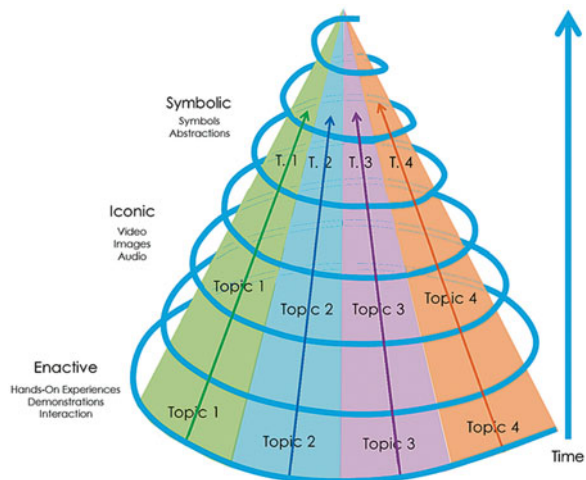 Symbolic
Symbols
Abstractions
T. 1
T. 2
T. 3
T. 4
Iconic
Video
Images
Audio
Topic 1
Topic 2
Topic 3
Topic 4
Enactive
Hands-On Experiences
Demonstrations
Interaction
Topic 1
Topic 2
Topic 3
Topic 4
Time